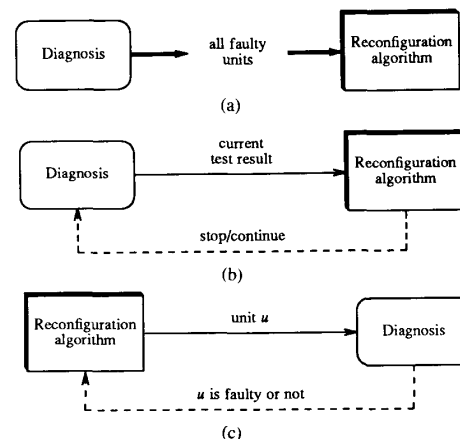 Diagnosis
all faulty
units
Reconfiguration
algorithm
(a)
Diagnosis
current
test result
Reconfiguration
algorithm
stop/continue
(b)
Reconfiguration
algorithm
unit u
Diagnosis
u is faulty or not
(c)